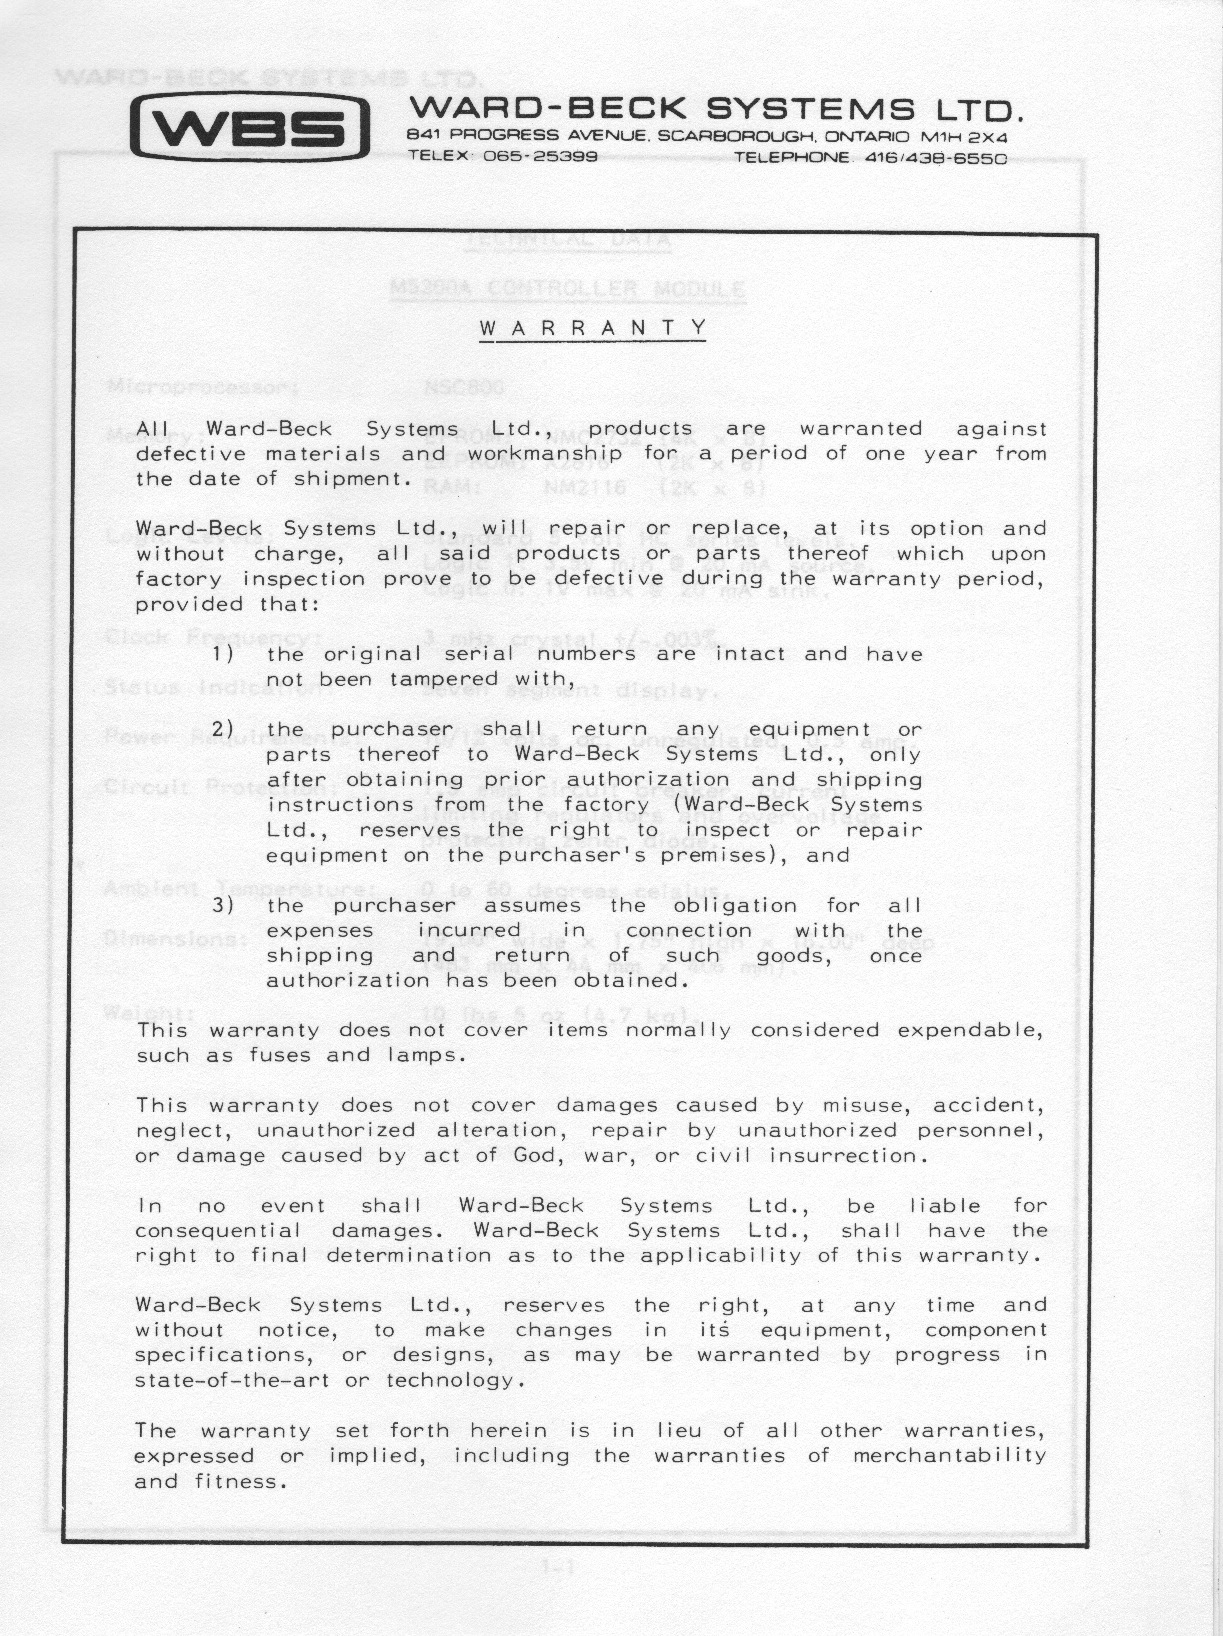 WBS
WARD-BECK SYSTEMS LTD.
841 PROGRESS AVENUE, SCARBOROUGH, ONTARIO M1H 2X4
TELEX: 065-25399 TELEPHONE 416/438-6550
WARRANTY
All Ward-Beck Systems Ltd., products are warranted against
defective materials and workmanship for a period of one year from
the date of shipment.
Ward-Beck Systems Ltd., will repair or replace, at its option and
without charge, all said products or parts thereof which upon
factory inspection prove to be defective during the warranty period,
provided that:
1) the original serial numbers are intact and have
not been tampered with,
2) the purchaser shall return any equipment or
parts thereof to Ward-Beck Systems Ltd., only
after obtaining prior authorization and shipping
instructions from the factory (Ward-Beck Systems
Ltd., reserves the right to inspect or repair
equipment on the purchaser's premises), and
3) the purchaser assumes the obligation for all
expenses incurred in connection with the
shipping and return of such goods, once
authorization has been obtained.
This warranty does not cover items normally considered expendable,
such as fuses and lamps.
This warranty does not cover damages caused by misuse, accident,
neglect, unauthorized alteration, repair by unauthorized personnel,
or damage caused by act of God, war, or civil insurrection.
In no event shall Ward-Beck Systems Ltd., be liable for
consequential damages. Ward-Beck Systems Ltd., shall have the
right to final determination as to the applicability of this warranty.
Ward-Beck Systems Ltd., reserves the right, at any time and
without notice, to make changes in its equipment, component
specifications, or designs, as may be warranted by progress in
state-of-the-art or technology.
The warranty set forth herein is in lieu of all other warranties,
expressed or implied, including the warranties of merchantability
and fitness.